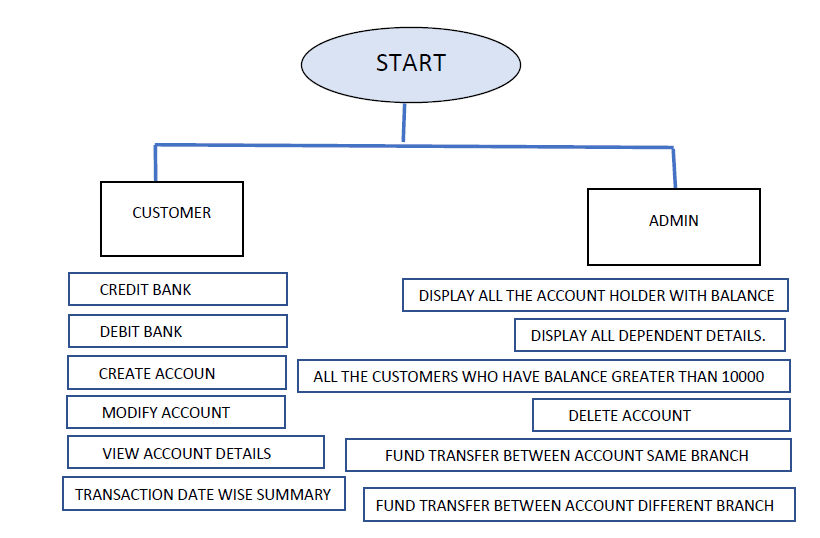 START
CUSTOMER
ADMIN
CREDIT BANK
DEBIT BANK
CREATE ACCOUN
MODIFY ACCOUNT
VIEW ACCOUNT DETAILS
TRANSACTION DATE WISE SUMMARY
DISPLAY ALL THE ACCOUNT HOLDER WITH BALANCE
DISPLAY ALL DEPENDENT DETAILS.
ALL THE CUSTOMERS WHO HAVE BALANCE GREATER THAN 10000
DELETE ACCOUNT
FUND TRANSFER BETWEEN ACCOUNT SAME BRANCH
FUND TRANSFER BETWEEN ACCOUNT DIFFERENT BRANCH